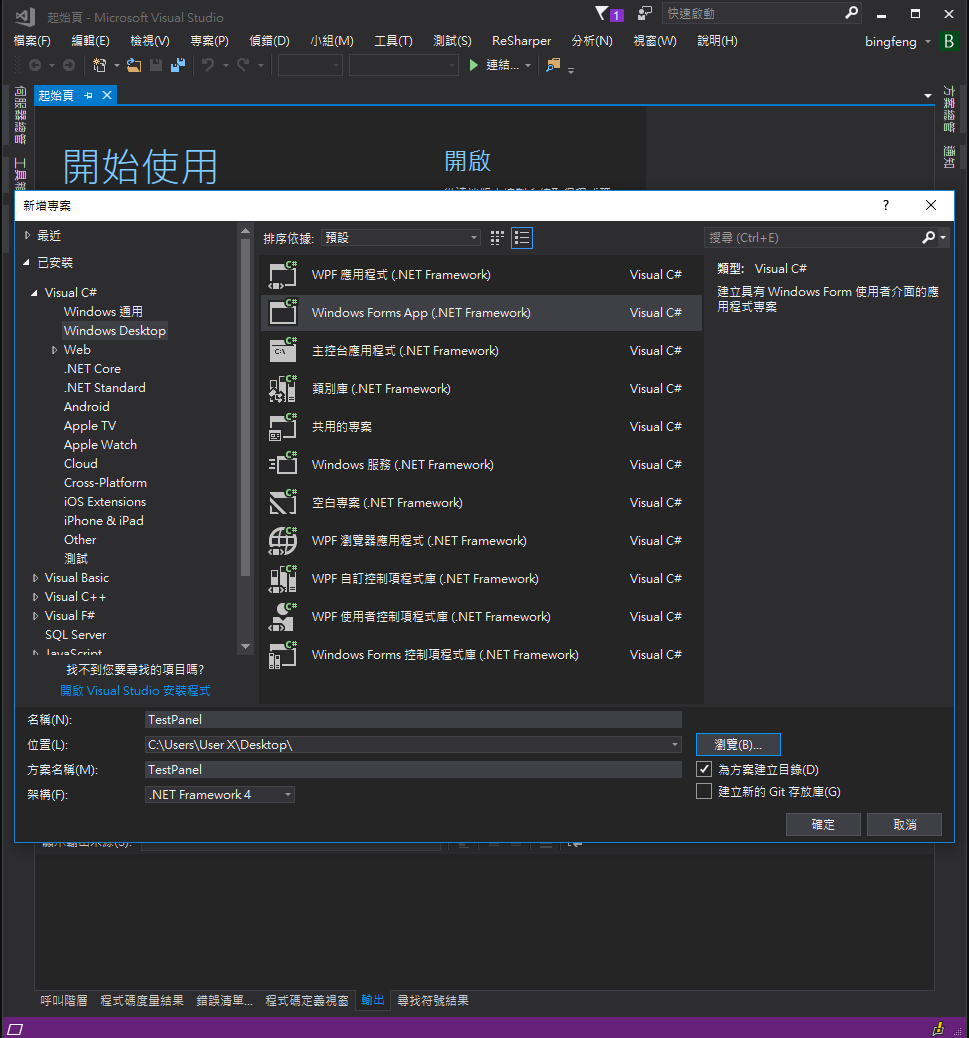 起始頁 - Microsoft Visual Studio
1
快速啟動
檔案(F) 編輯(E) 檢視(V) 專案(P) 偵錯(D) 小組(M) 工具(T) 測試(S) ReSharper 分析(N) 視窗(W) 說明(H)
bingfeng B
連結...
伺服器總管
工具箱
起始頁
方案總管
通知
開始使用
開啟
新增專案
?
最近
已安裝
Visual C#
Windows 通用
Windows Desktop
Web
.NET Core
.NET Standard
Android
Apple TV
Apple Watch
Cloud
Cross-Platform
iOS Extensions
iPhone & iPad
Other
測試
Visual Basic
Visual C++
Visual F#
SQL Server
JavaScript
找不到您要尋找的項目嗎?
開啟 Visual Studio 安裝程式
排序依據: 預設
WPF 應用程式 (.NET Framework) Visual C#
Windows Forms App (.NET Framework) Visual C#
主控台應用程式 (.NET Framework) Visual C#
類別庫 (.NET Framework) Visual C#
共用的專案 Visual C#
Windows 服務 (.NET Framework) Visual C#
空白專案 (.NET Framework) Visual C#
WPF 瀏覽器應用程式 (.NET Framework) Visual C#
WPF 自訂控制項程式庫 (.NET Framework) Visual C#
WPF 使用者控制項程式庫 (.NET Framework) Visual C#
Windows Forms 控制項程式庫 (.NET Framework) Visual C#
搜尋 (Ctrl+E)
類型: Visual C#
建立具有 Windows Form 使用者介面的應
用程式專案
名稱(N): TestPanel
位置(L): C:\Users\User X\Desktop\
瀏覽(B)...
方案名稱(M): TestPanel
為方案建立目錄(D)
架構(F): .NET Framework 4
建立新的 Git 存放庫(G)
確定 取消
呼叫階層 程式碼度量結果 錯誤清單... 程式碼定義視窗 輸出 尋找符號結果